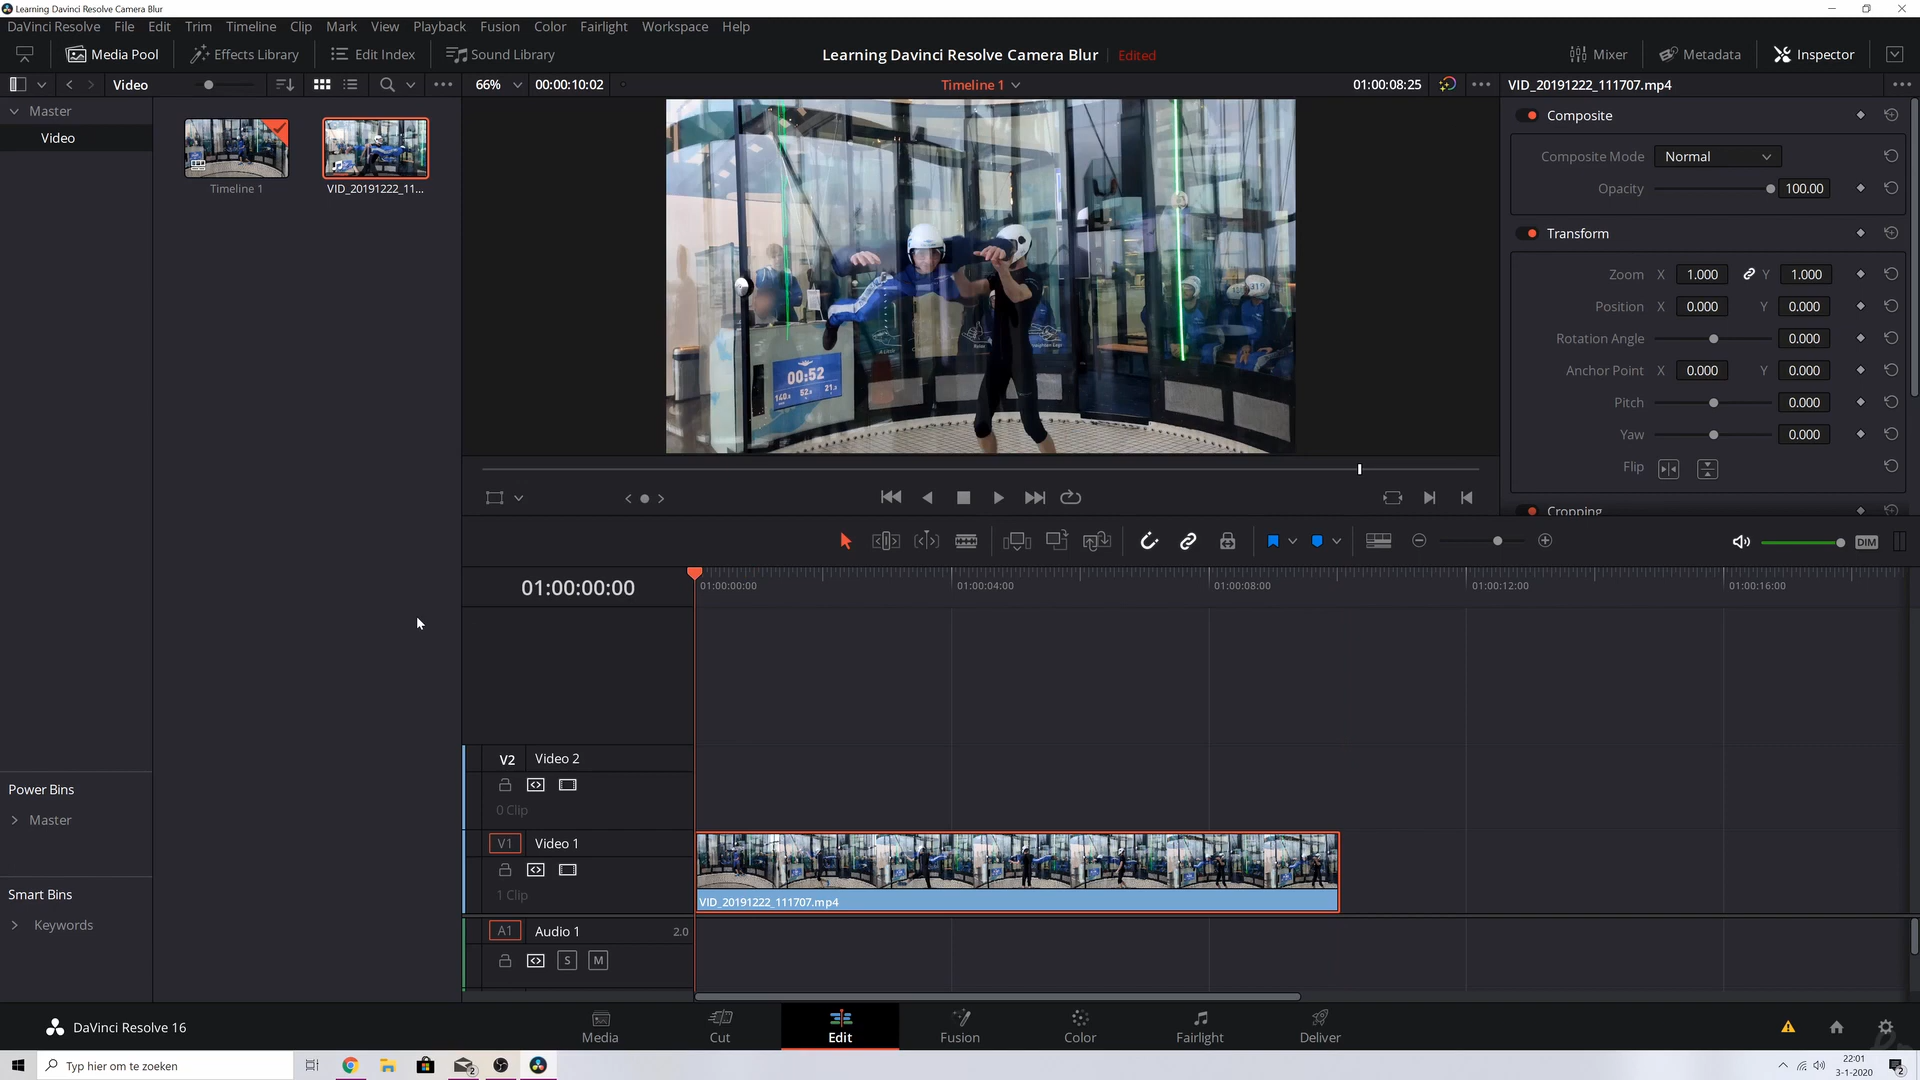 Learning Davinci Resolve Camera Blur
DaVinci Resolve File Edit Trim Timeline Clip Mark View Playback Fusion Color Fairlight Workspace Help
Media Pool Effects Library Edit Index Sound Library Learning Davinci Resolve Camera Blur Edited Mixer Metadata Inspector
Video 66% 00:00:10:02 Timeline 1 01:00:08:25 VID_20191222_111707.mp4
Master
Video
Timeline 1
VID_20191222_11...
00:52
Composite
Composite Mode Normal
Opacity 100.00
Transform
Zoom X 1.000 Y 1.000
Position X 0.000 Y 0.000
Rotation Angle 0.000
Anchor Point X 0.000 Y 0.000
Pitch 0.000
Yaw 0.000
Flip
Cropping
DIM
01:00:00:00
01:00:00:00 01:00:04:00 01:00:08:00 01:00:12:00 01:00:16:00
V2 Video 2
0 Clip
V1 Video 1
1 Clip
VID_20191222_111707.mp4
A1 Audio 1 2.0
S M
Power Bins
Master
Smart Bins
Keywords
DaVinci Resolve 16
Media Cut Edit Fusion Color Fairlight Deliver
Typ hier om te zoeken
2
22:01
3-1-2020
2